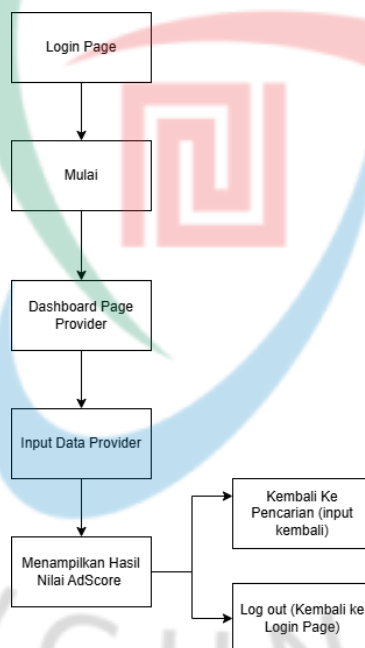 Login Page
Mulai
Dashboard Page
Provider
Input Data Provider
Menampilkan Hasil
Nilai AdScore
Kembali Ke
Pencarian (input
kembali)
Log out (Kembali ke
Login Page)